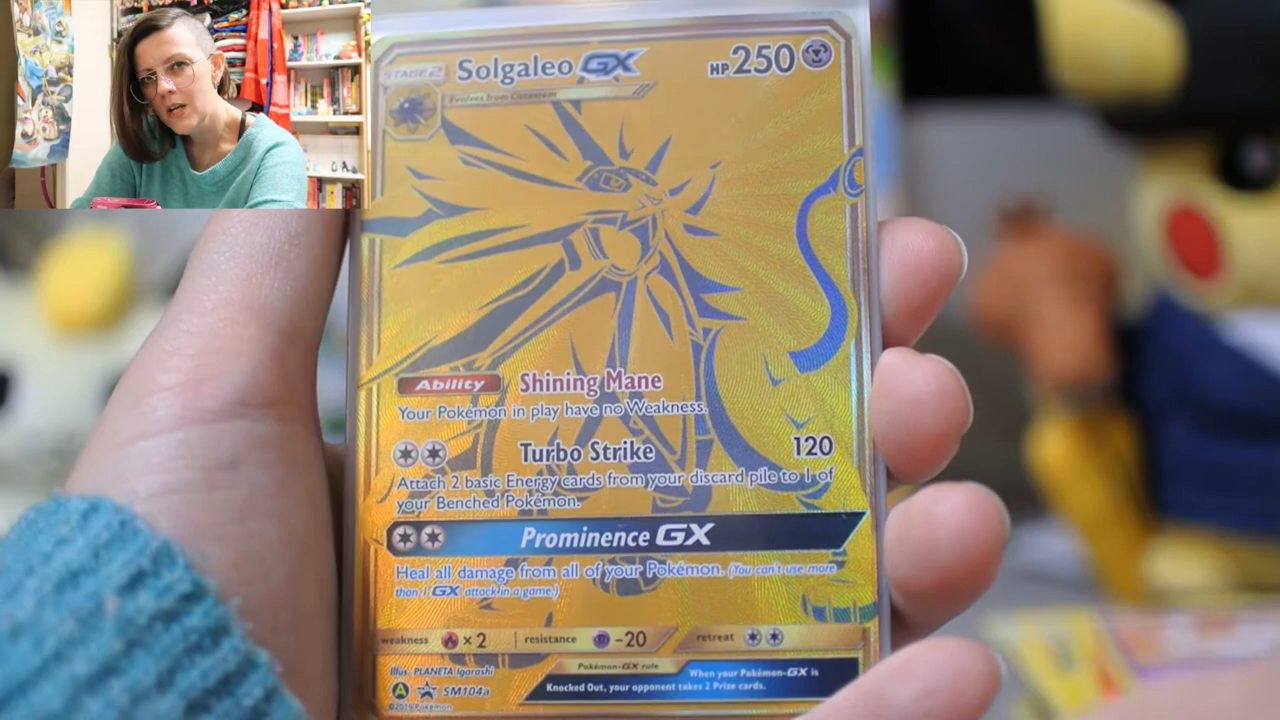 STAGE 2 Solgaleo GX HP 250
Evolves from Cosmoem
Ability Shining Mane
Your Pokémon in play have no Weakness.
Turbo Strike 120
Attach 2 basic Energy cards from your discard pile to 1 of
your Benched Pokémon.
Prominence GX
Heal all damage from all of your Pokémon. (You can't use more
than 1 GX attack in a game.)
weakness ×2 resistance -20 retreat
Illus. PLANETA Igarashi
Pokémon-GX rule
When your Pokémon-GX is
Knocked Out, your opponent takes 2 Prize cards.
A SM104a
©2019 Pokémon